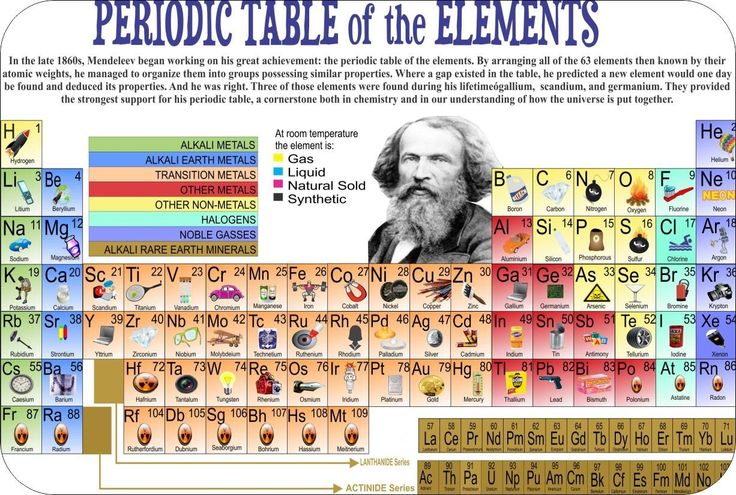 PERIODIC TABLE of the ELEMENTS
In the late 1860s, Mendeleev began working on his great achievement: the periodic table of the elements. By arranging all of the 63 elements then known by their
atomic weights, he managed to organize them into groups possessing similar properties. Where a gap existed in the table, he predicted a new element would one day
be found and deduced its properties. And he was right. Three of those elements were found during his lifetimeógallium, scandium, and germanium. They provided
the strongest support for his periodic table, a cornerstone both in chemistry and in our understanding of how the universe is put together.
H 1
Hydrogen
He 2
Helium
ALKALI METALS
ALKALI EARTH METALS
TRANSITION METALS
OTHER METALS
OTHER NON-METALS
HALOGENS
NOBLE GASSES
ALKALI RARE EARTH MINERALS
At room temperature
the element is:
Gas
Liquid
Natural Sold
Synthetic
Li 3 Be 4 B 5 C 6 N 7 O 8 F 9 Ne 10
Litium Beryllium Boron Carbon Nitrogen Oxygen Fluorine Neon
Na 11 Mg 12 Al 13 Si 14 P 15 S 16 Cl 17 Ar 18
Sodium Magnesium Aluminium Silicon Phosphorous Sulfur Chlorine Argon
K 19 Ca 20 Sc 21 Ti 22 V 23 Cr 24 Mn 25 Fe 26 Co 27 Ni 28 Cu 29 Zn 30 Ga 31 Ge 32 As 33 Se 34 Br 35 Kr 36
Potassium Calcium Scandium Titanium Vanadium Chromium Manganese Iron Cobalt Nickel Copper Zinc Gallium Germanium Arsenic Selenium Bromine Krypton
Rb 37 Sr 38 Y 39 Zr 40 Nb 41 Mo 42 Tc 43 Ru 44 Rh 45 Pd 46 Ag 47 Cd 48 In 49 Sn 50 Sb 51 Te 52 I 53 Xe 54
Rubidium Strontium Yttrium Zirconium Niobium Molybdeium Technetium Ruthenium Rhodium Palladium Silver Cadmium Indium Tin Antimony Tellurium Iodine Xenon
Cs 55 Ba 56 Hf 72 Ta 73 W 74 Re 75 Os 76 Ir 77 Pt 78 Au 79 Hg 80 Tl 81 Pb 82 Bi 83 Po 84 At 85 Rn 86
Caesium Barium Hafnium Tantalum Tungsten Rhenium Osmium Iridium Platinum Gold Mercury Thallium Lead Bismuth Polonium Astatine Radon
Fr 87 Ra 88 Rf 104 Db 105 Sg 106 Bh 107 Hs 108 Mt 109
Francium Radium Rutherfordium Dubnium Seaborgium Bohrium Hassium Meitnerium
57 58 59 60 61 62 63 64 65 66 67 68 69 70 71
La Ce Pr Nd Pm Sm Eu Gd Tb Dy Ho Er Tm Yb Lu
LANTHANIDE Series
89 90 91 92 93 94 95 96 97 98 99 100 101 102
Ac Th Pa U Np Pu Am Cm Bk Cf Es Fm Md No
ACTINIDE Series